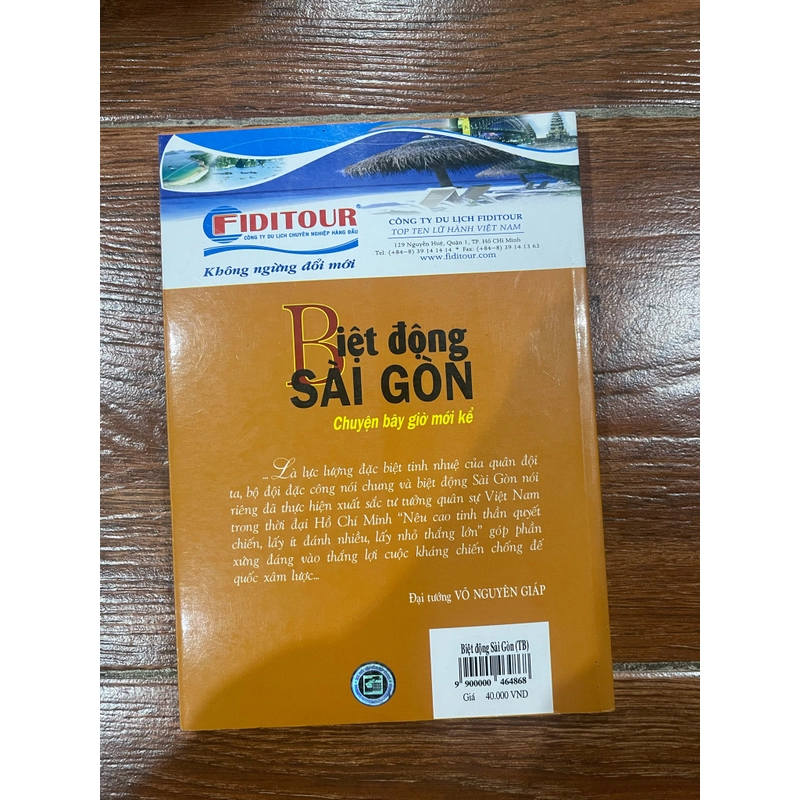 FIDITOUR
CÔNG TY DU LỊCH CHUYÊN NGHIỆP HÀNG ĐẦU
Không ngừng đổi mới
CÔNG TY DU LỊCH FIDITOUR
TOP TEN LỮ HÀNH VIỆT NAM
129 Nguyễn Huệ, Quận 1, TP. Hồ CHí Minh
Tel: (+84-8) 39 14 14 14 * Fax: (+84-8) 39 14 13 63
www.fiditour.com
Biệt động
SÀI GÒN
Chuyện bây giờ mới kể
... Là lực lượng đặc biệt tinh nhuệ của quân đội
ta, bộ đội đặc công nói chung và biệt động Sài Gòn nói
riêng đã thực hiện xuất sắc tư tưởng quân sự Việt Nam
trong thời đại Hồ Chí Minh “Nêu cao tinh thần quyết
chiến, lấy ít đánh nhiều, lấy nhỏ thắng lớn” góp phần
xứng đáng vào thắng lợi cuộc kháng chiến chống đế
quốc xâm lược...
Đại tướng VÕ NGUYÊN GIÁP
Biệt động Sài Gòn (TB)
9 900000 464868
Giá 40.000 VND